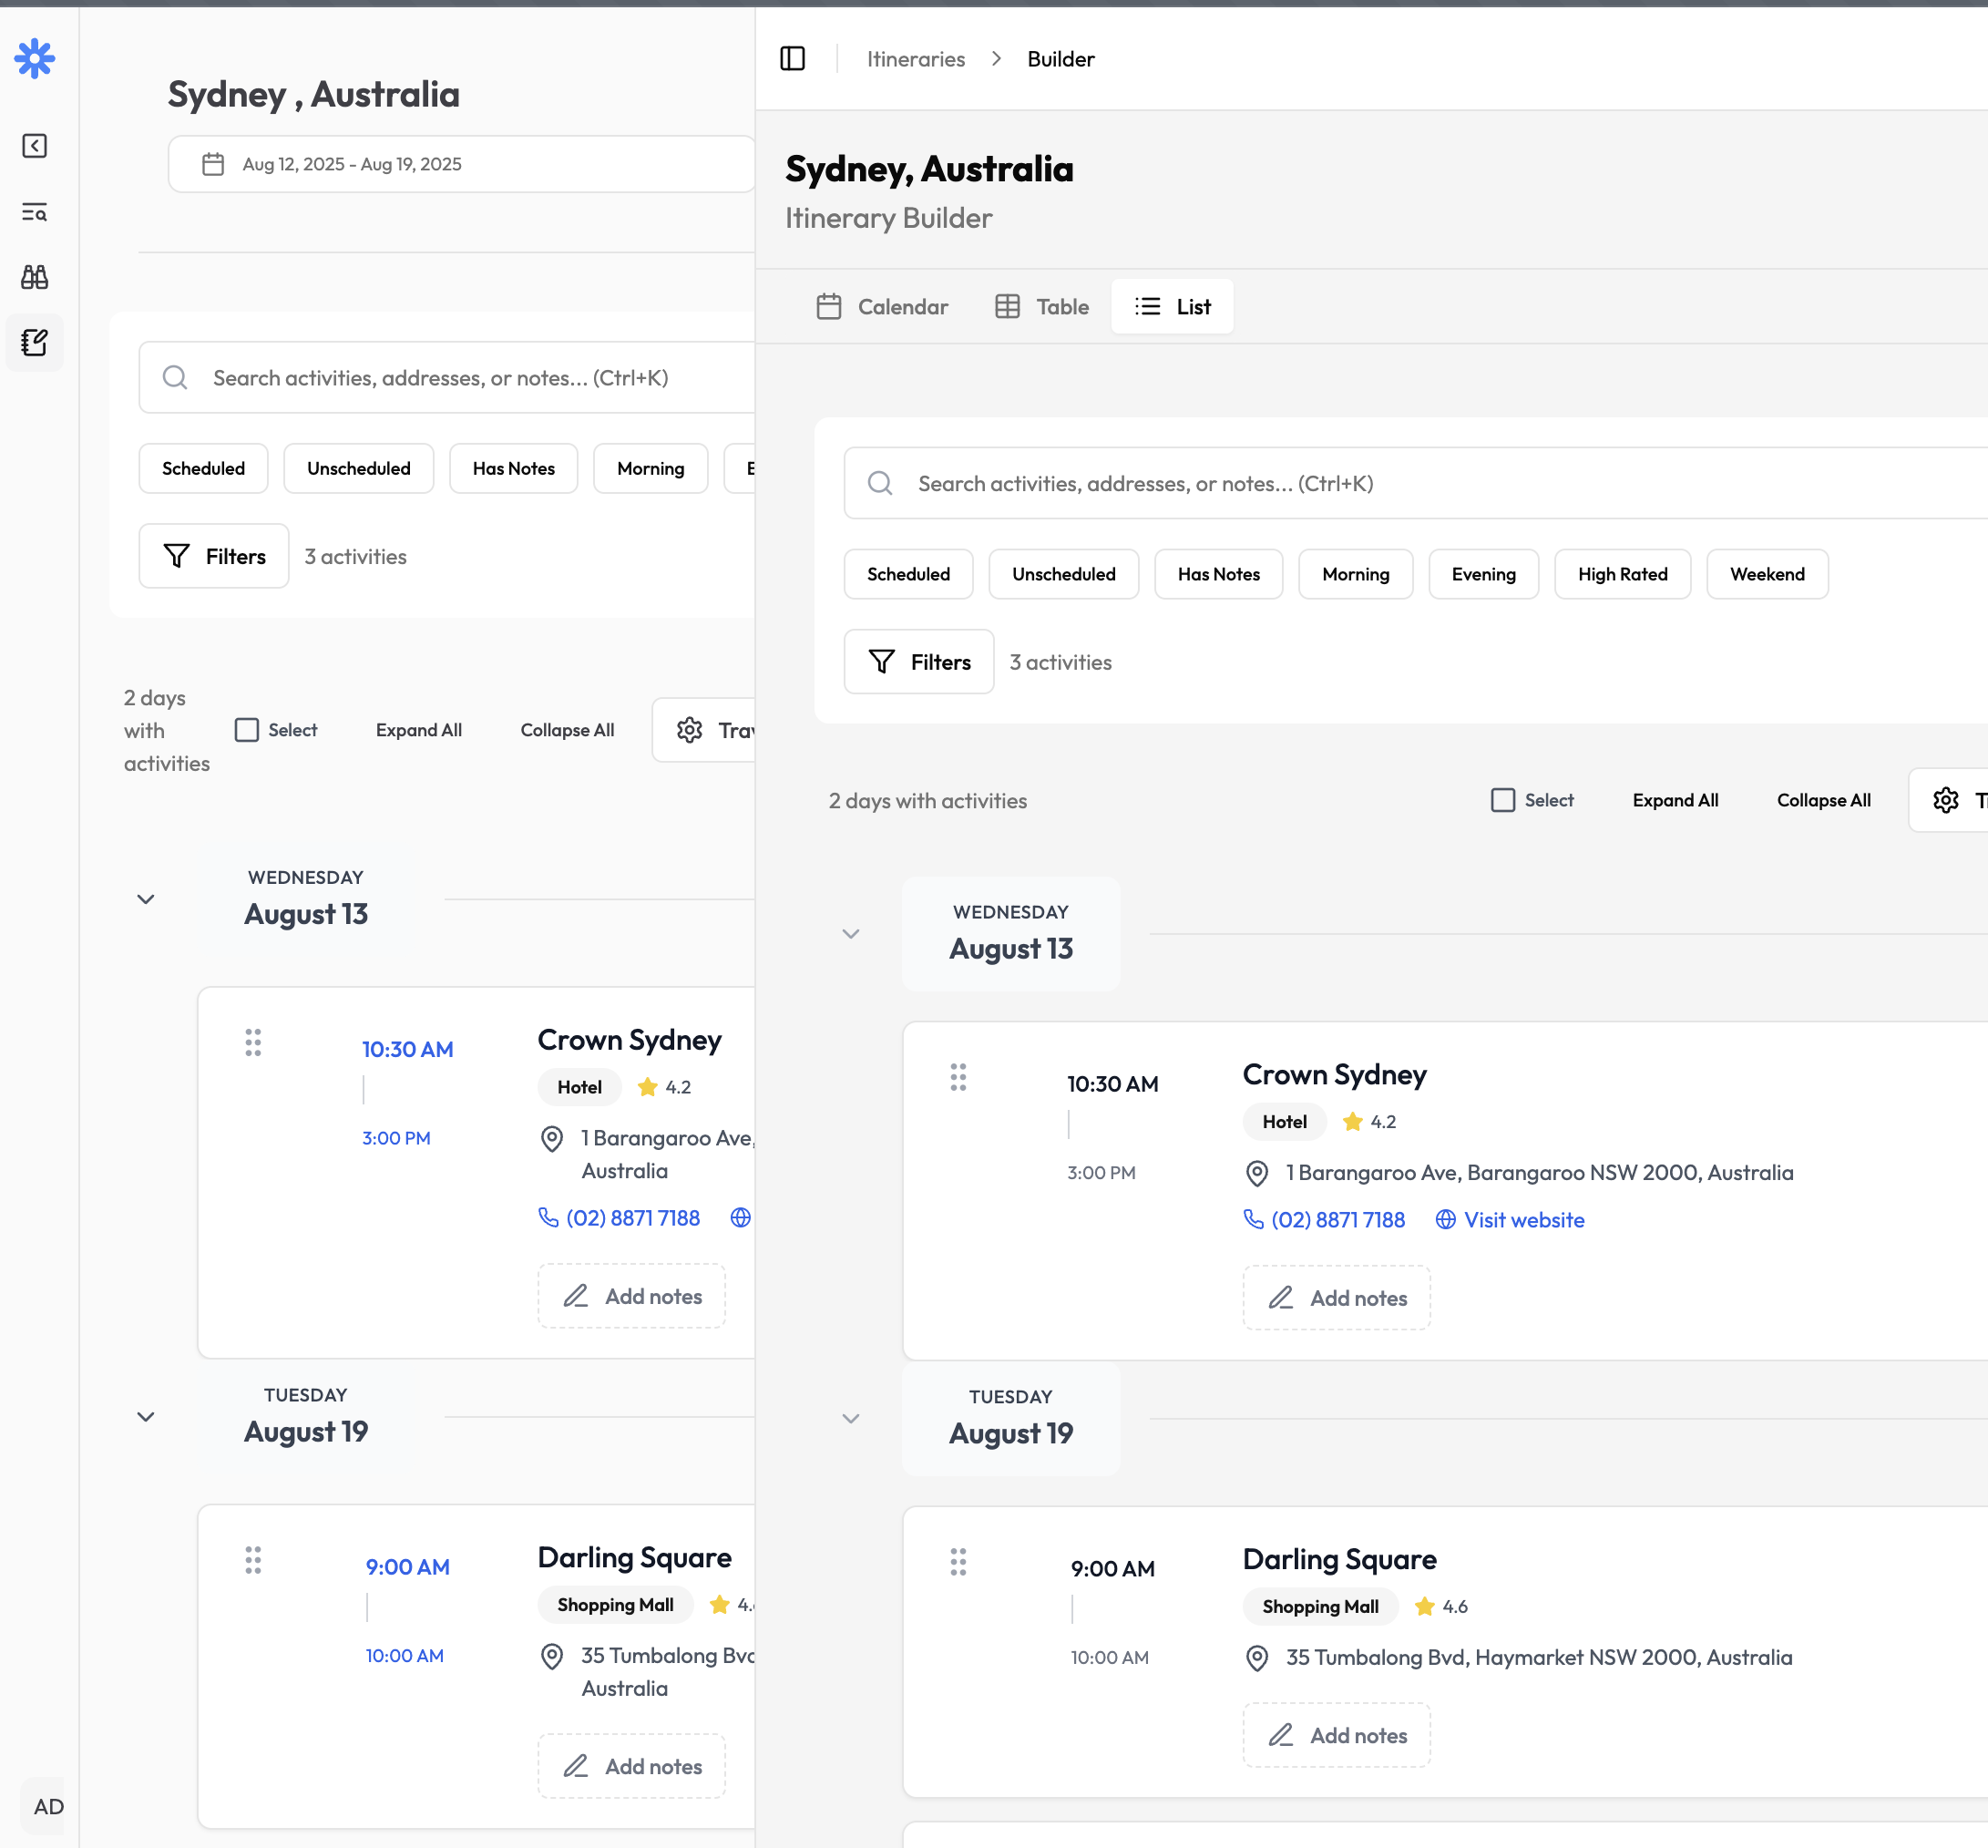 Sydney , Australia
Aug 12, 2025 - Aug 19, 2025
Search activities, addresses, or notes... (Ctrl+K)
Scheduled
Unscheduled
Has Notes
Morning
Filters
3 activities
2 days
with
activities
Select
Expand All
Collapse All
WEDNESDAY
August 13
10:30 AM
3:00 PM
Crown Sydney
Hotel
4.2
1 Barangaroo Ave,
Australia
(02) 8871 7188
Add notes
TUESDAY
August 19
9:00 AM
10:00 AM
Darling Square
Shopping Mall
35 Tumbalong
Australia
Add notes
AD
Itineraries
Builder
Sydney, Australia
Itinerary Builder
Calendar
Table
List
Search activities, addresses, or notes... (Ctrl+K)
Scheduled
Unscheduled
Has Notes
Morning
Evening
High Rated
Weekend
Filters
3 activities
2 days with activities
Select
Expand All
Collapse All
WEDNESDAY
August 13
10:30 AM
3:00 PM
Crown Sydney
Hotel
4.2
1 Barangaroo Ave, Barangaroo NSW 2000, Australia
(02) 8871 7188
Visit website
Add notes
TUESDAY
August 19
9:00 AM
10:00 AM
Darling Square
Shopping Mall
4.6
35 Tumbalong Bvd, Haymarket NSW 2000, Australia
Add notes